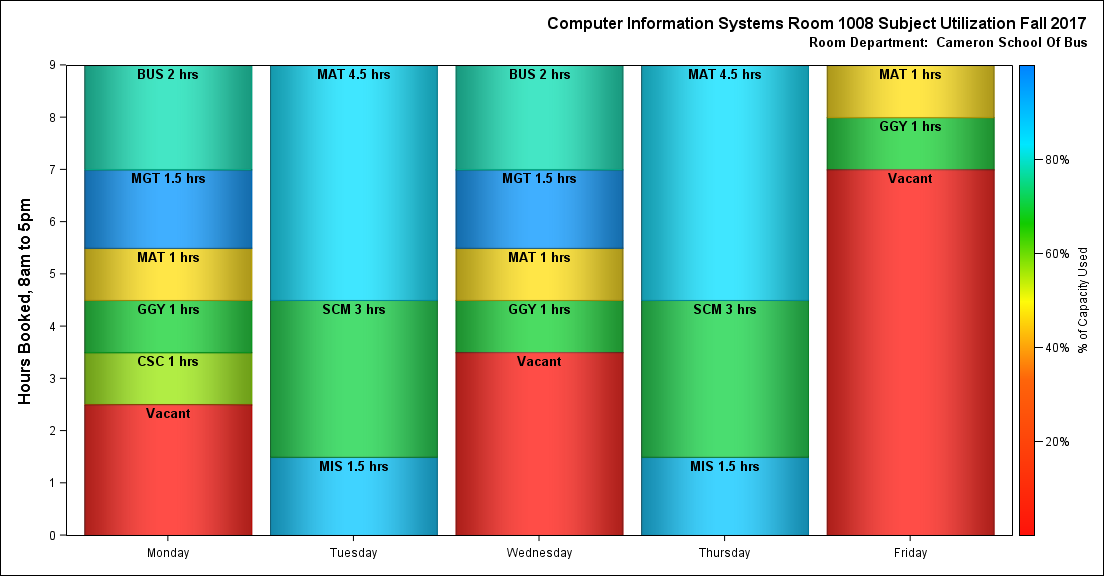 Computer Information Systems Room 1008 Subject Utilization Fall 2017
Room Department: Cameron School Of Bus
Hours Booked, 8am to 5pm
9
8
7
6
5
4
3
2
1
0
BUS 2 hrs
MGT 1.5 hrs
MAT 1 hrs
GGY 1 hrs
CSC 1 hrs
Vacant
MAT 4.5 hrs
SCM 3 hrs
MIS 1.5 hrs
BUS 2 hrs
MGT 1.5 hrs
MAT 1 hrs
GGY 1 hrs
Vacant
MAT 4.5 hrs
SCM 3 hrs
MIS 1.5 hrs
MAT 1 hrs
GGY 1 hrs
Vacant
Monday
Tuesday
Wednesday
Thursday
Friday
80%
60%
40%
20%
% of Capacity Used